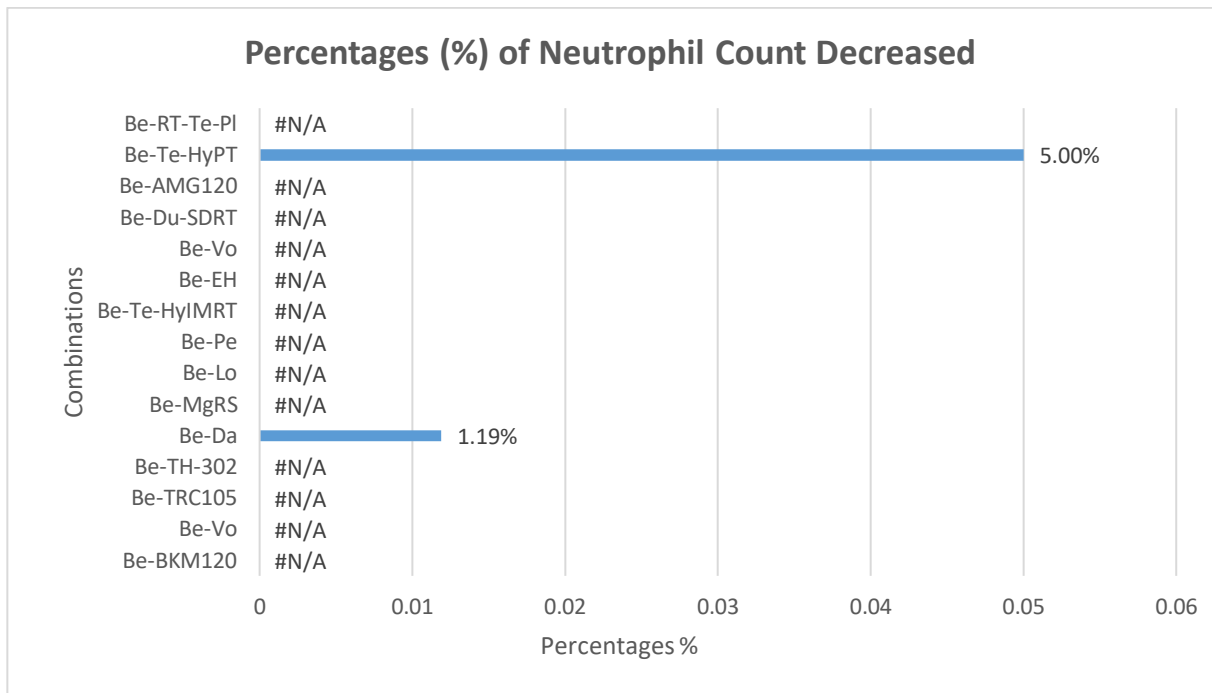 Percentages (%) of Neutrophil Count Decreased
Combinations
Be-RT-Te-Pl #N/A
Be-Te-HyPT 5.00%
Be-AMG120 #N/A
Be-Du-SDRT #N/A
Be-Vo #N/A
Be-EH #N/A
Be-Te-HyIMRT #N/A
Be-Pe #N/A
Be-Lo #N/A
Be-MgRS #N/A
Be-Da 1.19%
Be-TH-302 #N/A
Be-TRC105 #N/A
Be-Vo #N/A
Be-BKM120 #N/A
0 0.01 0.02 0.03 0.04 0.05 0.06
Percentages %